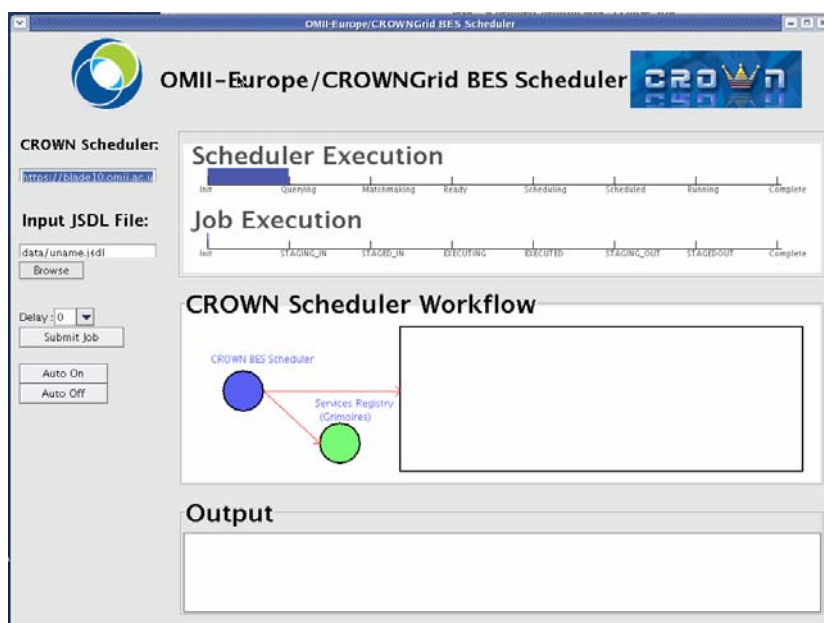 OMII-Europe/CROWNGrid BES Scheduler
OMII-Europe/CROWNGrid BES Scheduler
CROWN
CROWN Scheduler:
https://blade10.omii.ac.u
Input JSDL File:
data/uname.jsdl
Browse
Delay: 0
Submit Job
Auto On
Auto Off
Scheduler Execution
Init Querying Matchmaking Ready Scheduling Scheduled Running Complete
Job Execution
Init STAGING_IN STAGED_IN EXECUTING EXECUTED STAGING_OUT STAGEDOUT Complete
CROWN Scheduler Workflow
CROWN BES Scheduler
Services Registry
(Grimoires)
Output